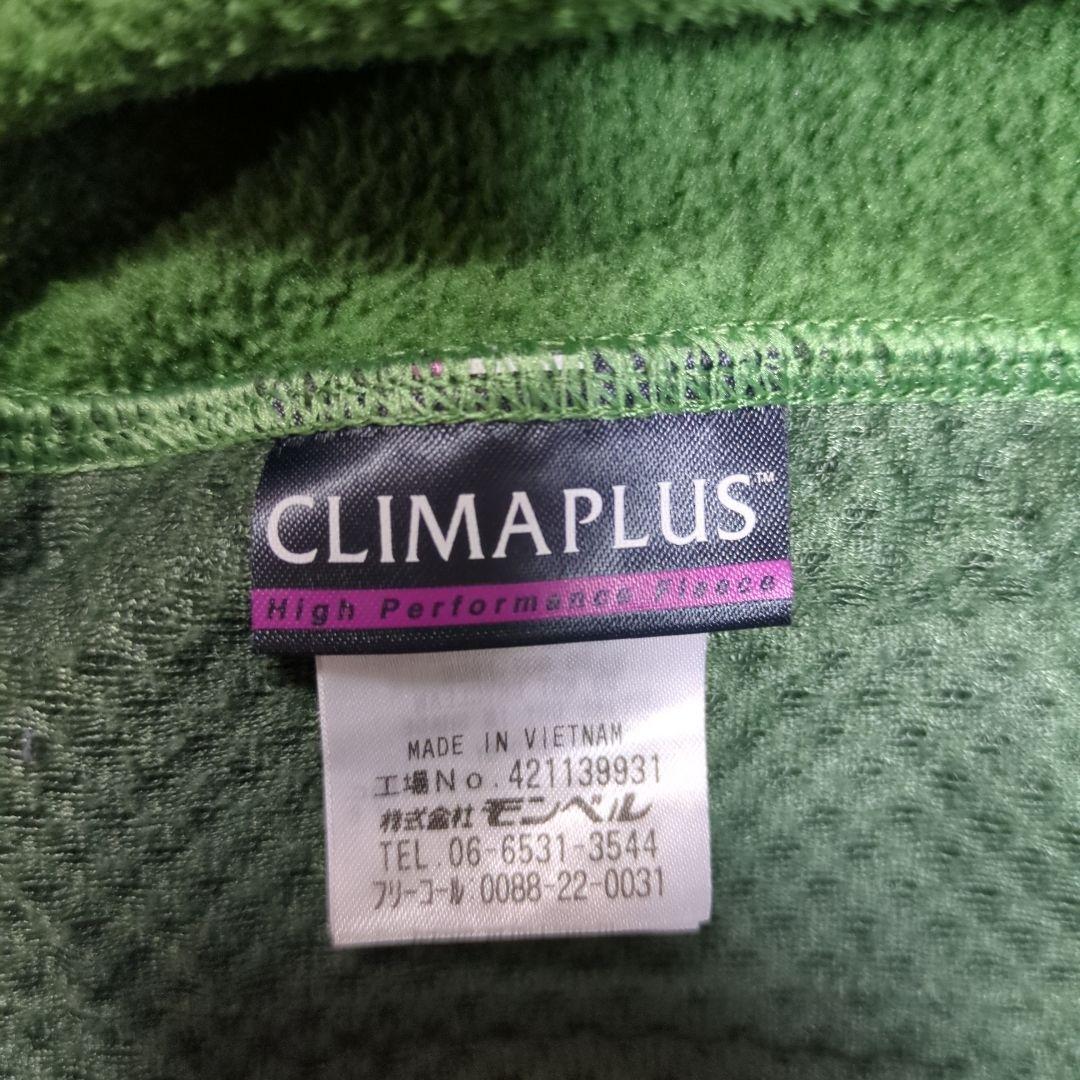 CLIMAPLUS™
High Performance Fleece
MADE IN VIETNAM
工場No.421139931
株式会社 モンベル
TEL.06-6531-3544
フリーコール 0088-22-0031